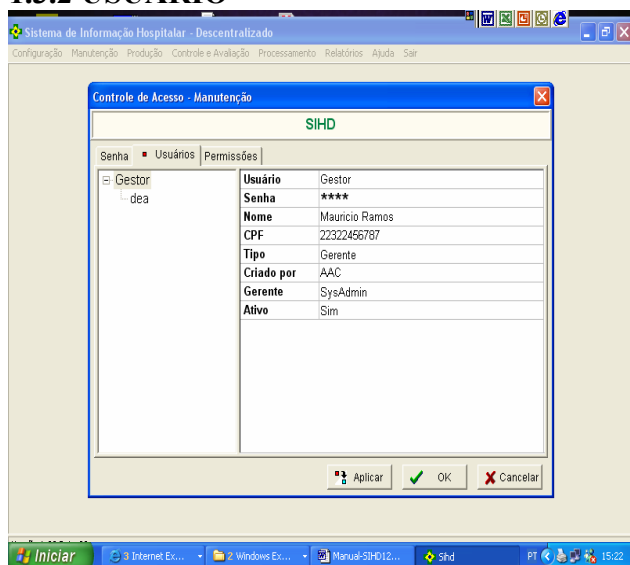 1.3.2 USUÁRIO
Sistema de Informação Hospitalar - Descentralizado
Configuração Manutenção Produção Controle e Avaliação Processamento Relatórios Ajuda Sair
Controle de Acesso - Manutenção
SIHD
Senha Usuários Permissões
Gestor
dea
Usuário Gestor
Senha ****
Nome Mauricio Ramos
CPF 22322456787
Tipo Gerente
Criado por AAC
Gerente SysAdmin
Ativo Sim
Aplicar OK Cancelar
Iniciar 3 Internet Ex... 2 Windows Ex... Manual-SIHD12... Sihd PT 15:22